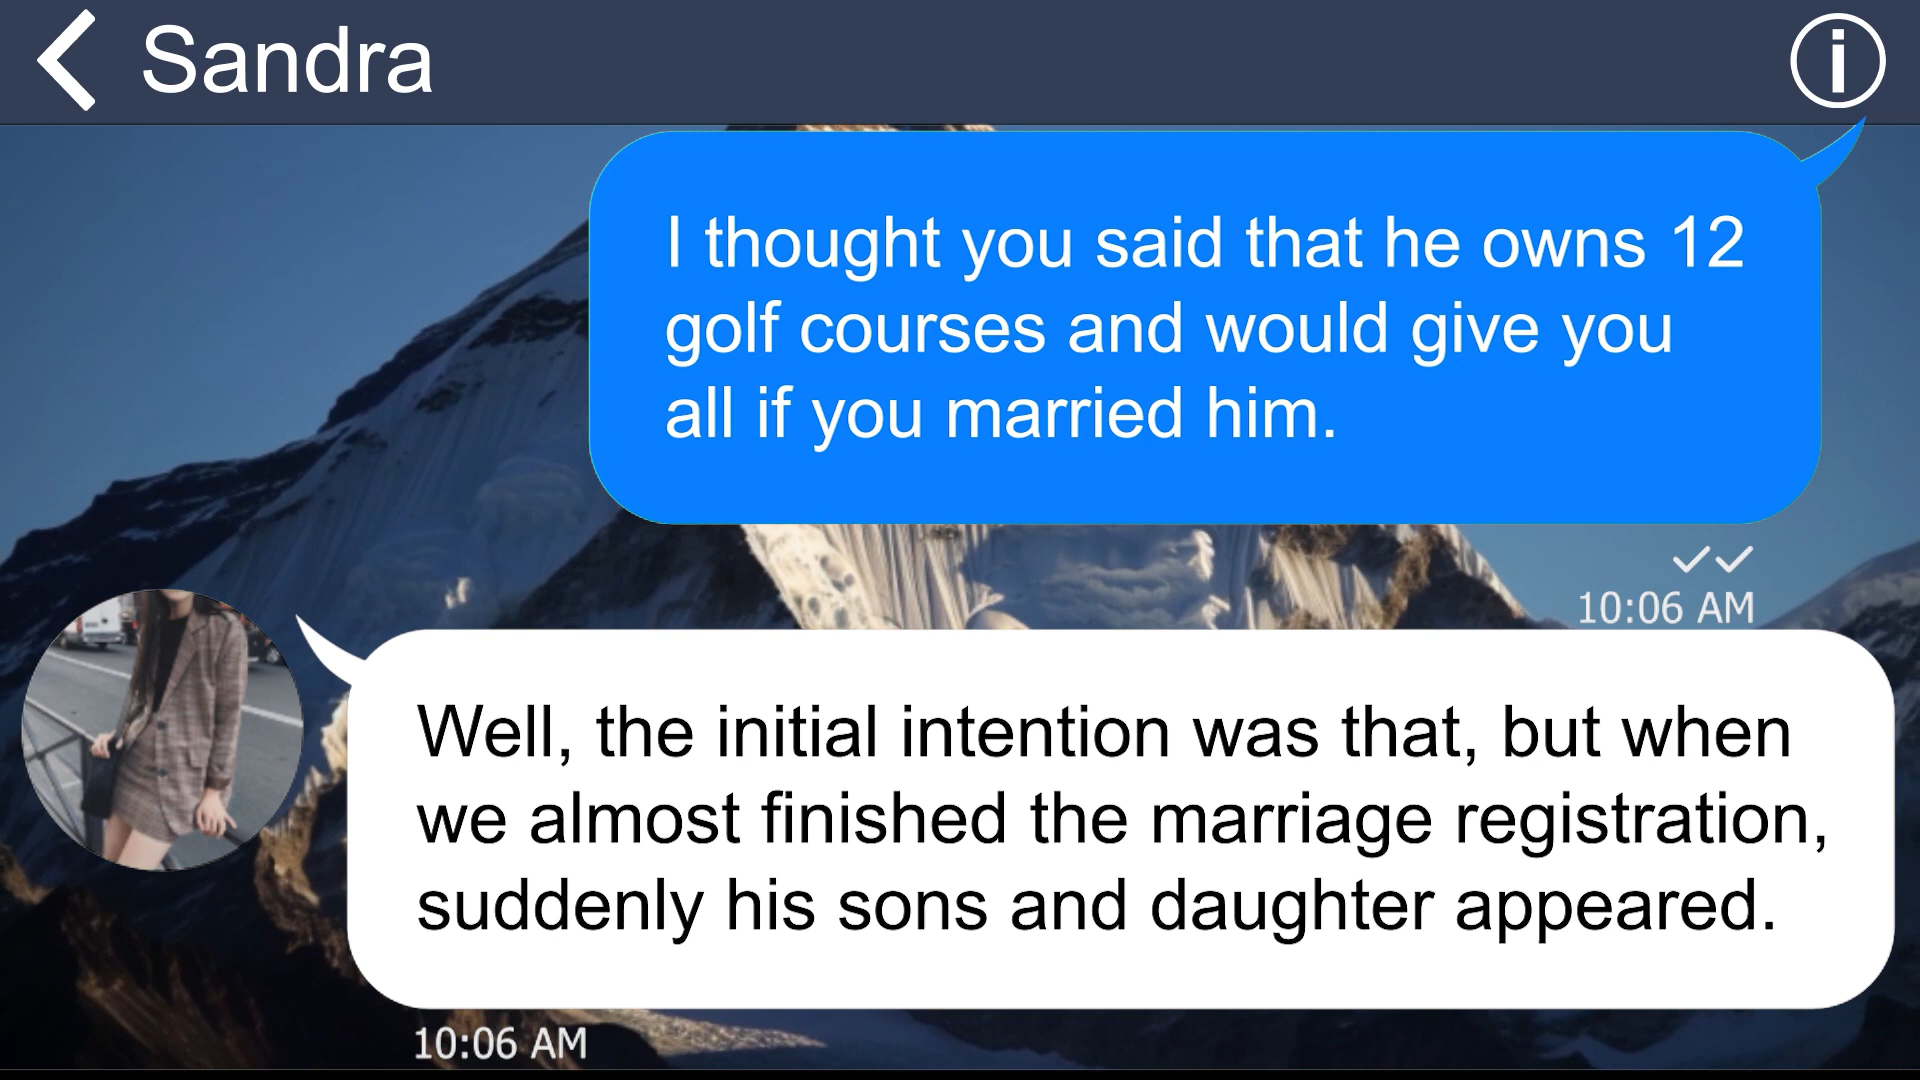 Sandra
I thought you said that he owns 12
golf courses and would give you
all if you married him.
10:06 AM
Well, the initial intention was that, but when
we almost finished the marriage registration,
suddenly his sons and daughter appeared.
10:06 AM